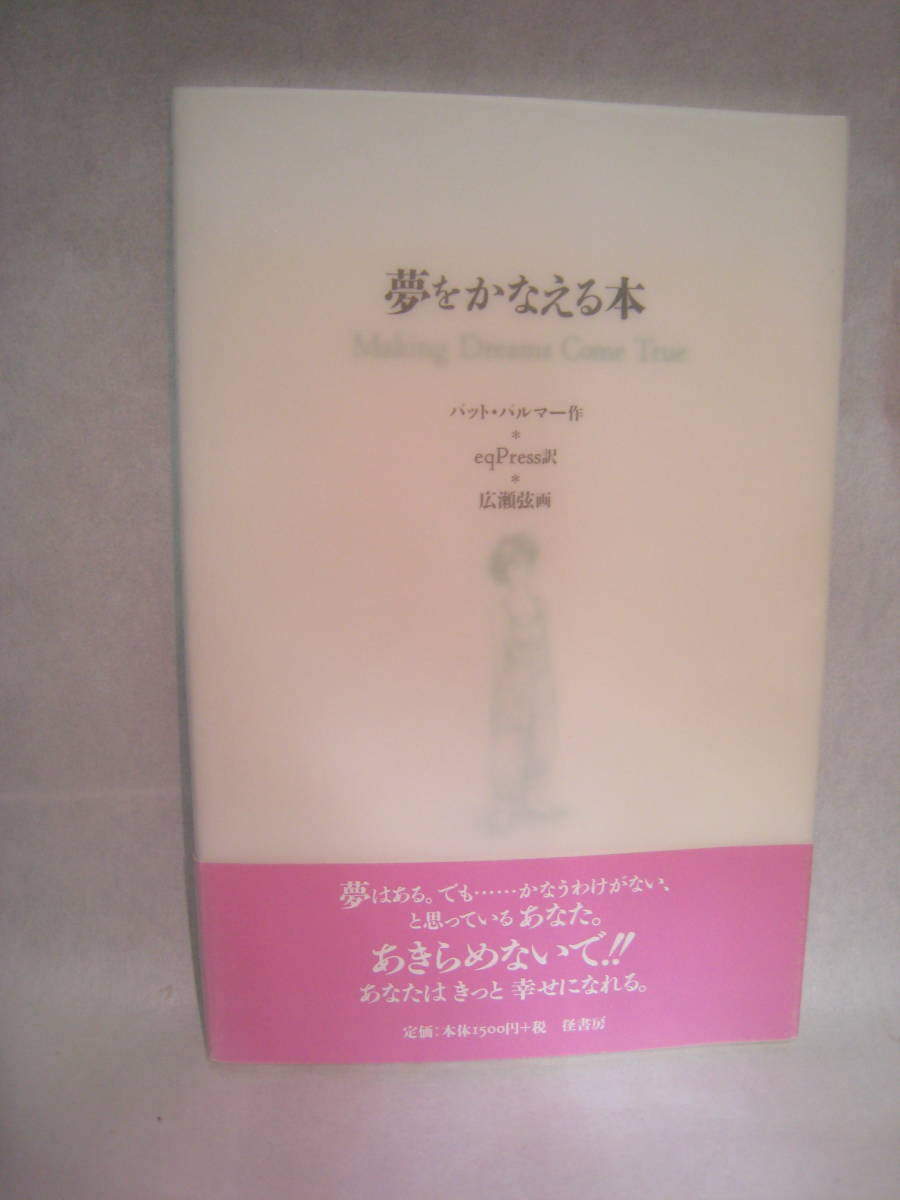 夢をかなえる本
Making Dreams Come True
パット・パルマー作
*
eqPress訳
*
広瀬弦画
夢はある。でも……かなうわけがない、
と思っているあなた。
あきらめないで!!
あなたはきっと幸せになれる。
定価:本体1500円+税 径書房